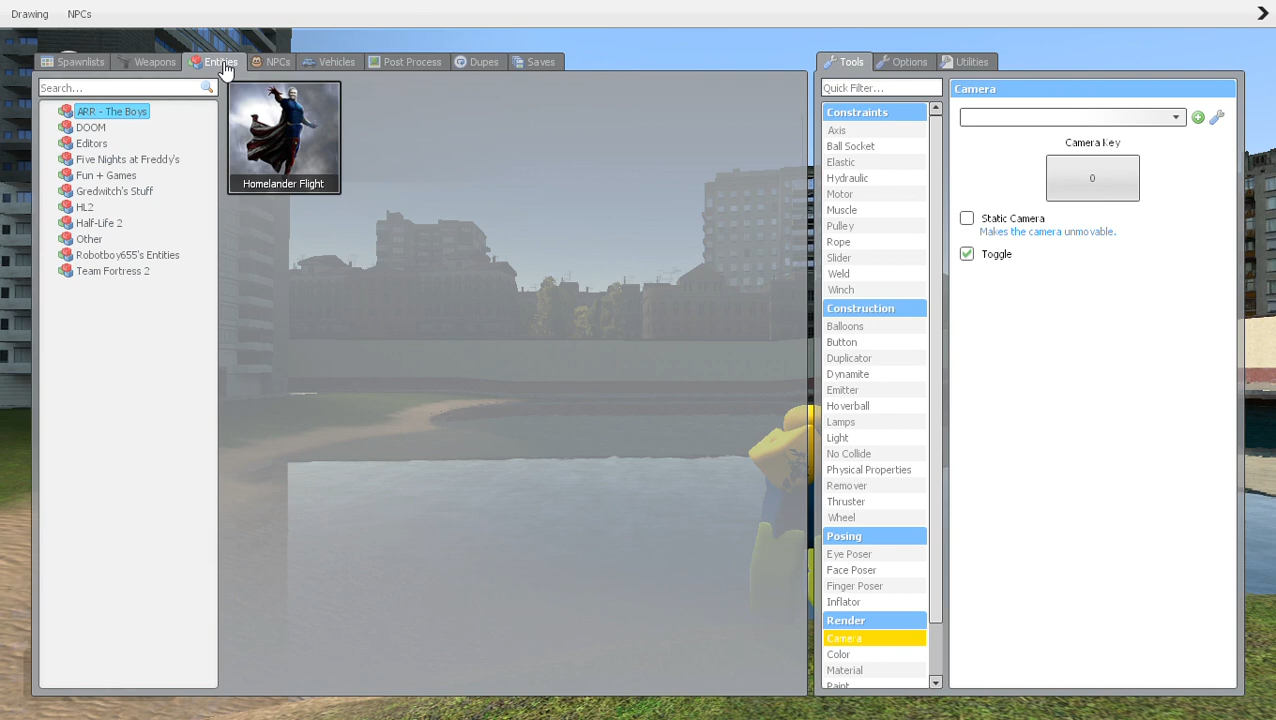 Drawing NPCs
Spawnlists Weapons Entities NPCs Vehicles Post Process Dupes Saves
Search...
ARR - The Boys
DOOM
Editors
Five Nights at Freddy's
Fun + Games
Gredwitch's Stuff
HL2
Half-Life 2
Other
Robotboy655's Entities
Team Fortress 2
Homelander Flight
Tools Options Utilities
Quick Filter...
Constraints
Axis
Ball Socket
Elastic
Hydraulic
Motor
Muscle
Pulley
Rope
Slider
Weld
Winch
Construction
Balloons
Button
Duplicator
Dynamite
Emitter
Hoverball
Lamps
Light
No Collide
Physical Properties
Remover
Thruster
Wheel
Posing
Eye Poser
Face Poser
Finger Poser
Inflator
Render
Camera
Color
Material
Paint
Camera
Camera Key
0
Static Camera
Makes the camera unmovable.
Toggle